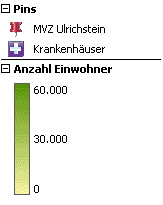 Pins
MVZ Ulrichstein
Krankenhäuser
Anzahl Einwohner
60.000
30.000
0